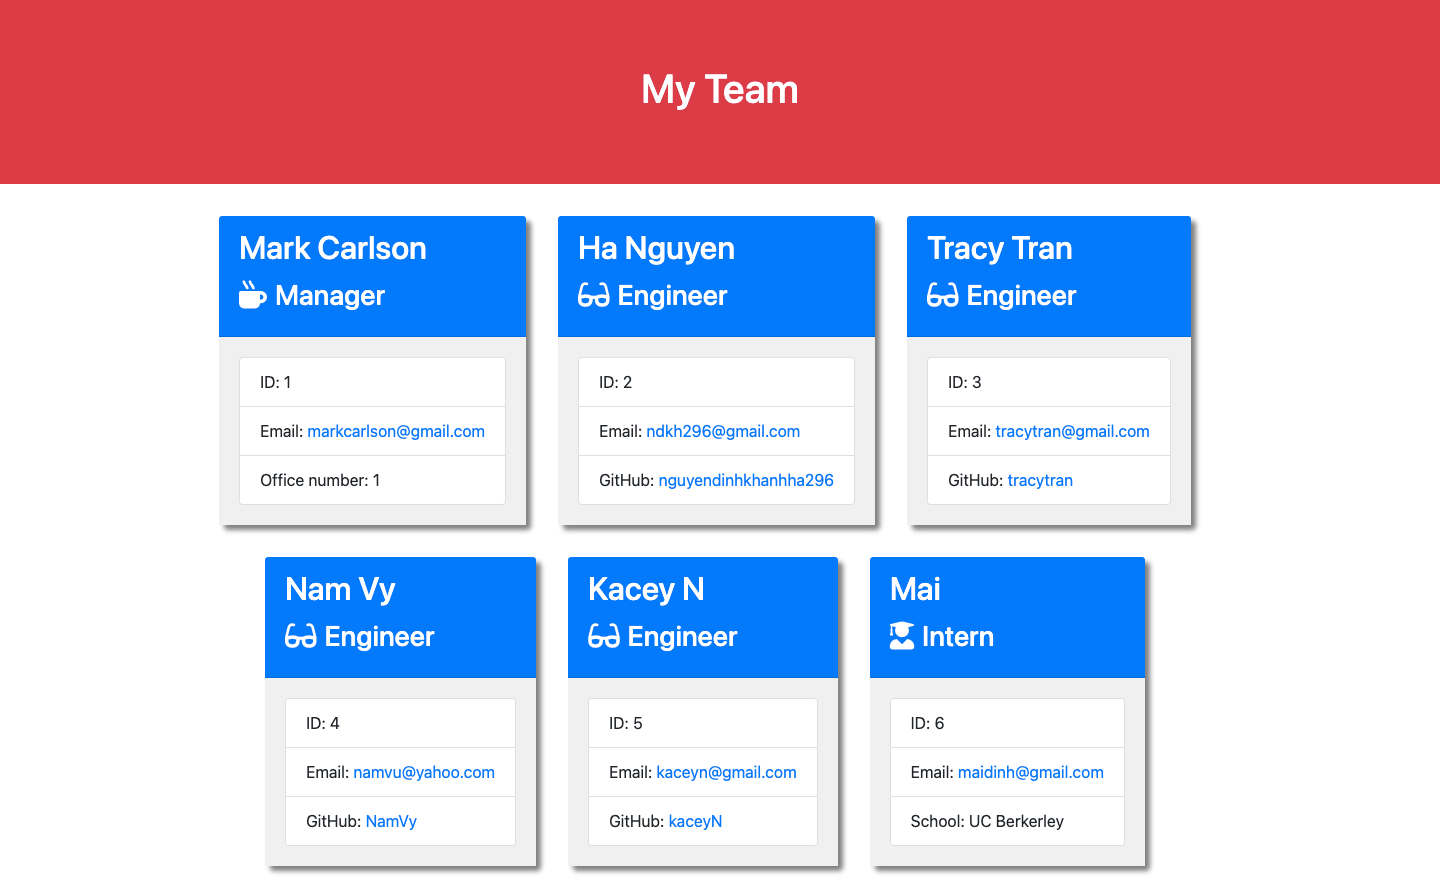 My Team
Mark Carlson
Manager
ID: 1
Email: markcarlson@gmail.com
Office number: 1
Ha Nguyen
Engineer
ID: 2
Email: ndkh296@gmail.com
GitHub: nguyendinhkhanhha296
Tracy Tran
Engineer
ID: 3
Email: tracytran@gmail.com
GitHub: tracytran
Nam Vy
Engineer
ID: 4
Email: namvu@yahoo.com
GitHub: NamVy
Kacey N
Engineer
ID: 5
Email: kaceyn@gmail.com
GitHub: kaceyN
Mai
Intern
ID: 6
Email: maidinh@gmail.com
School: UC Berkerley